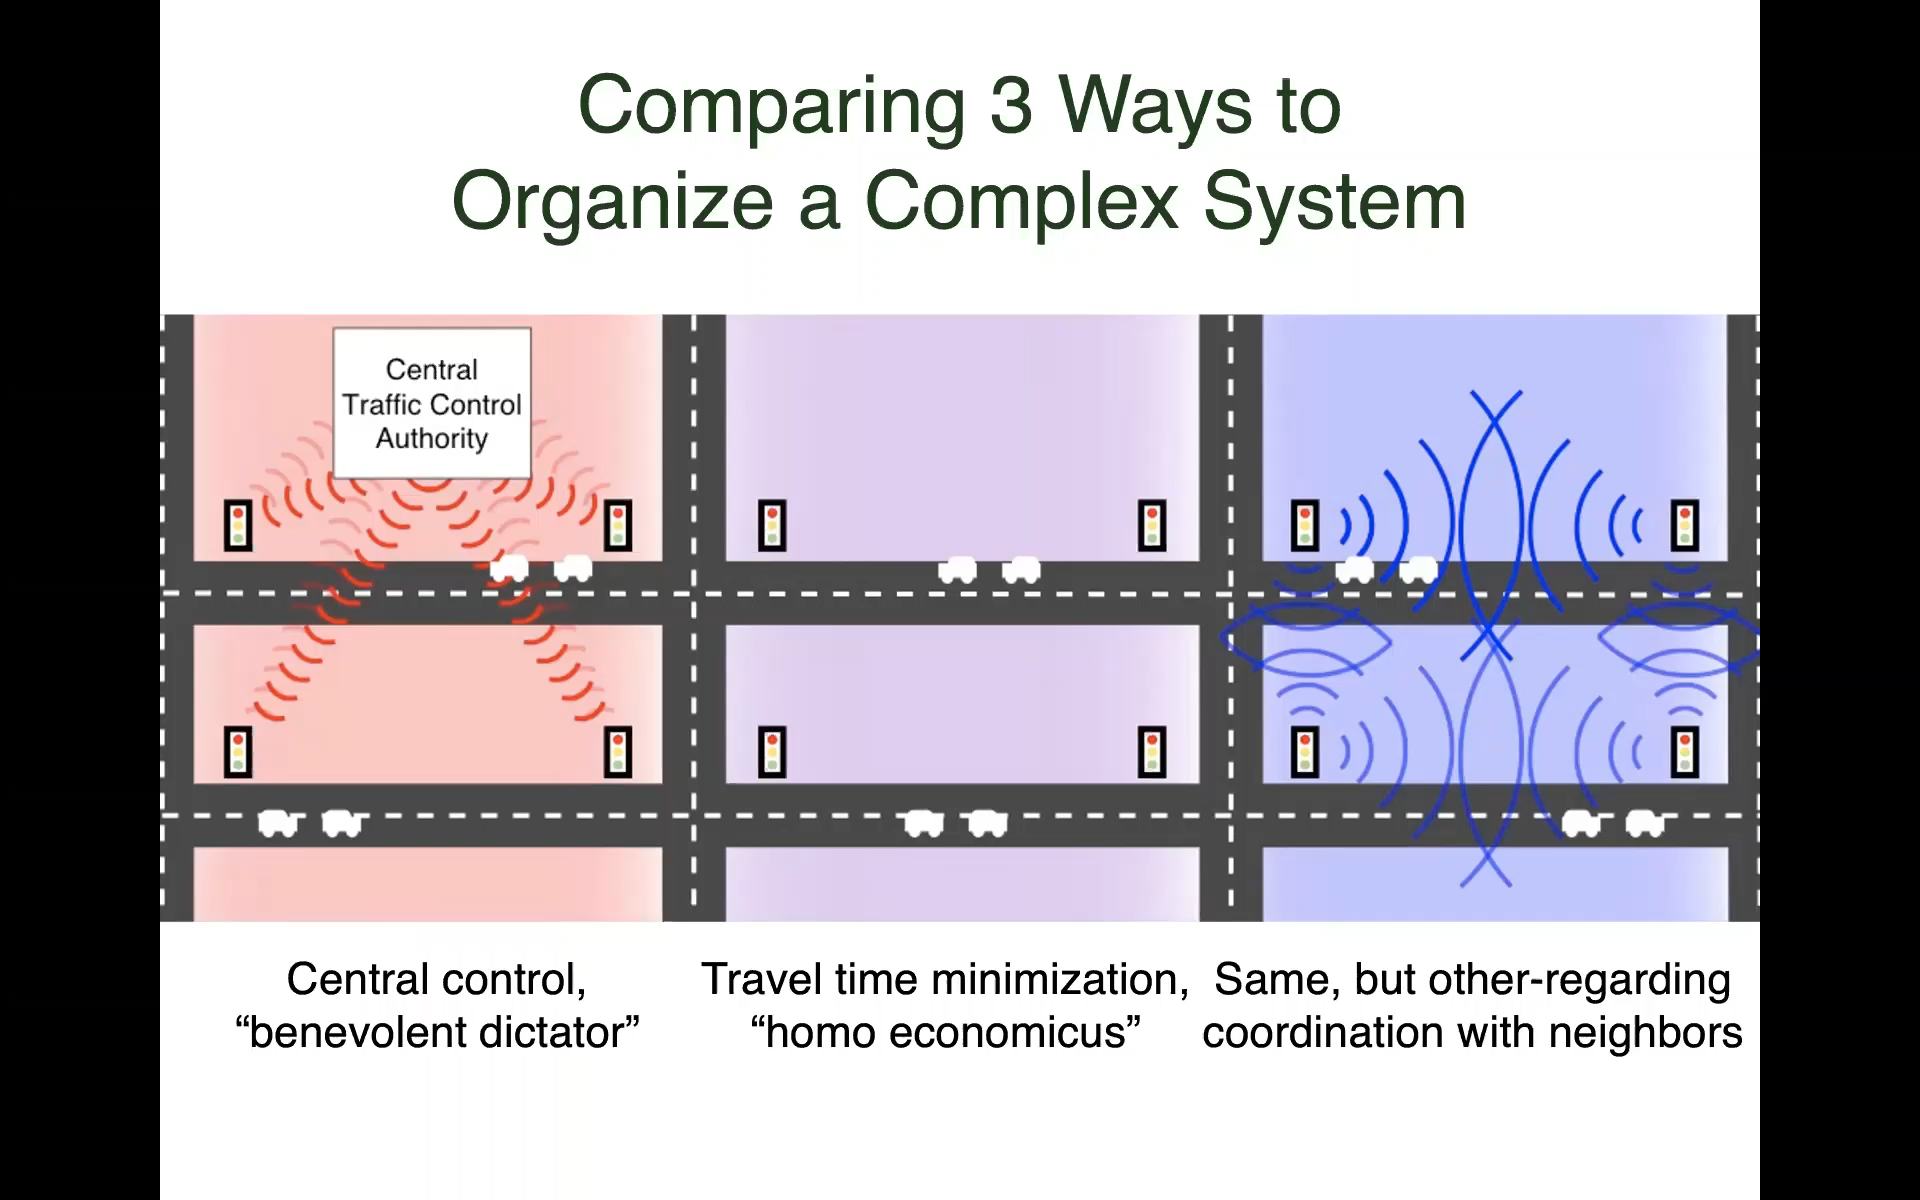 Comparing 3 Ways to
Organize a Complex System
Central
Traffic Control
Authority
Central control,
“benevolent dictator”
Travel time minimization,
“homo economicus”
Same, but other-regarding
coordination with neighbors